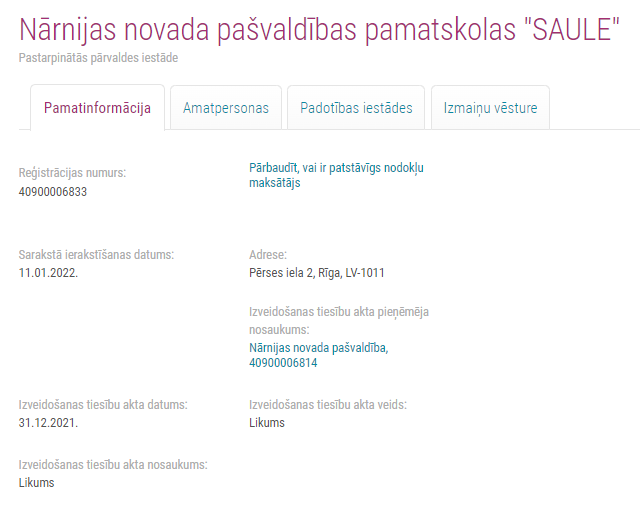 Nārnijas novada pašvaldības pamatskolas "SAULE"
Pastarpinātās pārvaldes iestāde
Pamatinformācija
Amatpersonas
Padotības iestādes
Izmaiņu vēsture
Reģistrācijas numurs:
40900006833
Pārbaudīt, vai ir patstāvīgs nodokļu
maksātājs
Sarakstā ierakstīšanas datums:
11.01.2022.
Adrese:
Pērses iela 2, Rīga, LV-1011
Izveidošanas tiesību akta pieņēmēja
nosaukums:
Nārnijas novada pašvaldība,
40900006814
Izveidošanas tiesību akta datums:
31.12.2021.
Izveidošanas tiesību akta veids:
Likums
Izveidošanas tiesību akta nosaukums:
Likums